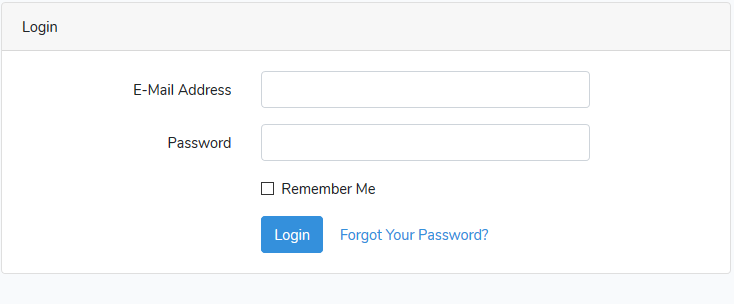 Login
E-Mail Address
Password
Remember Me
Login Forgot Your Password?